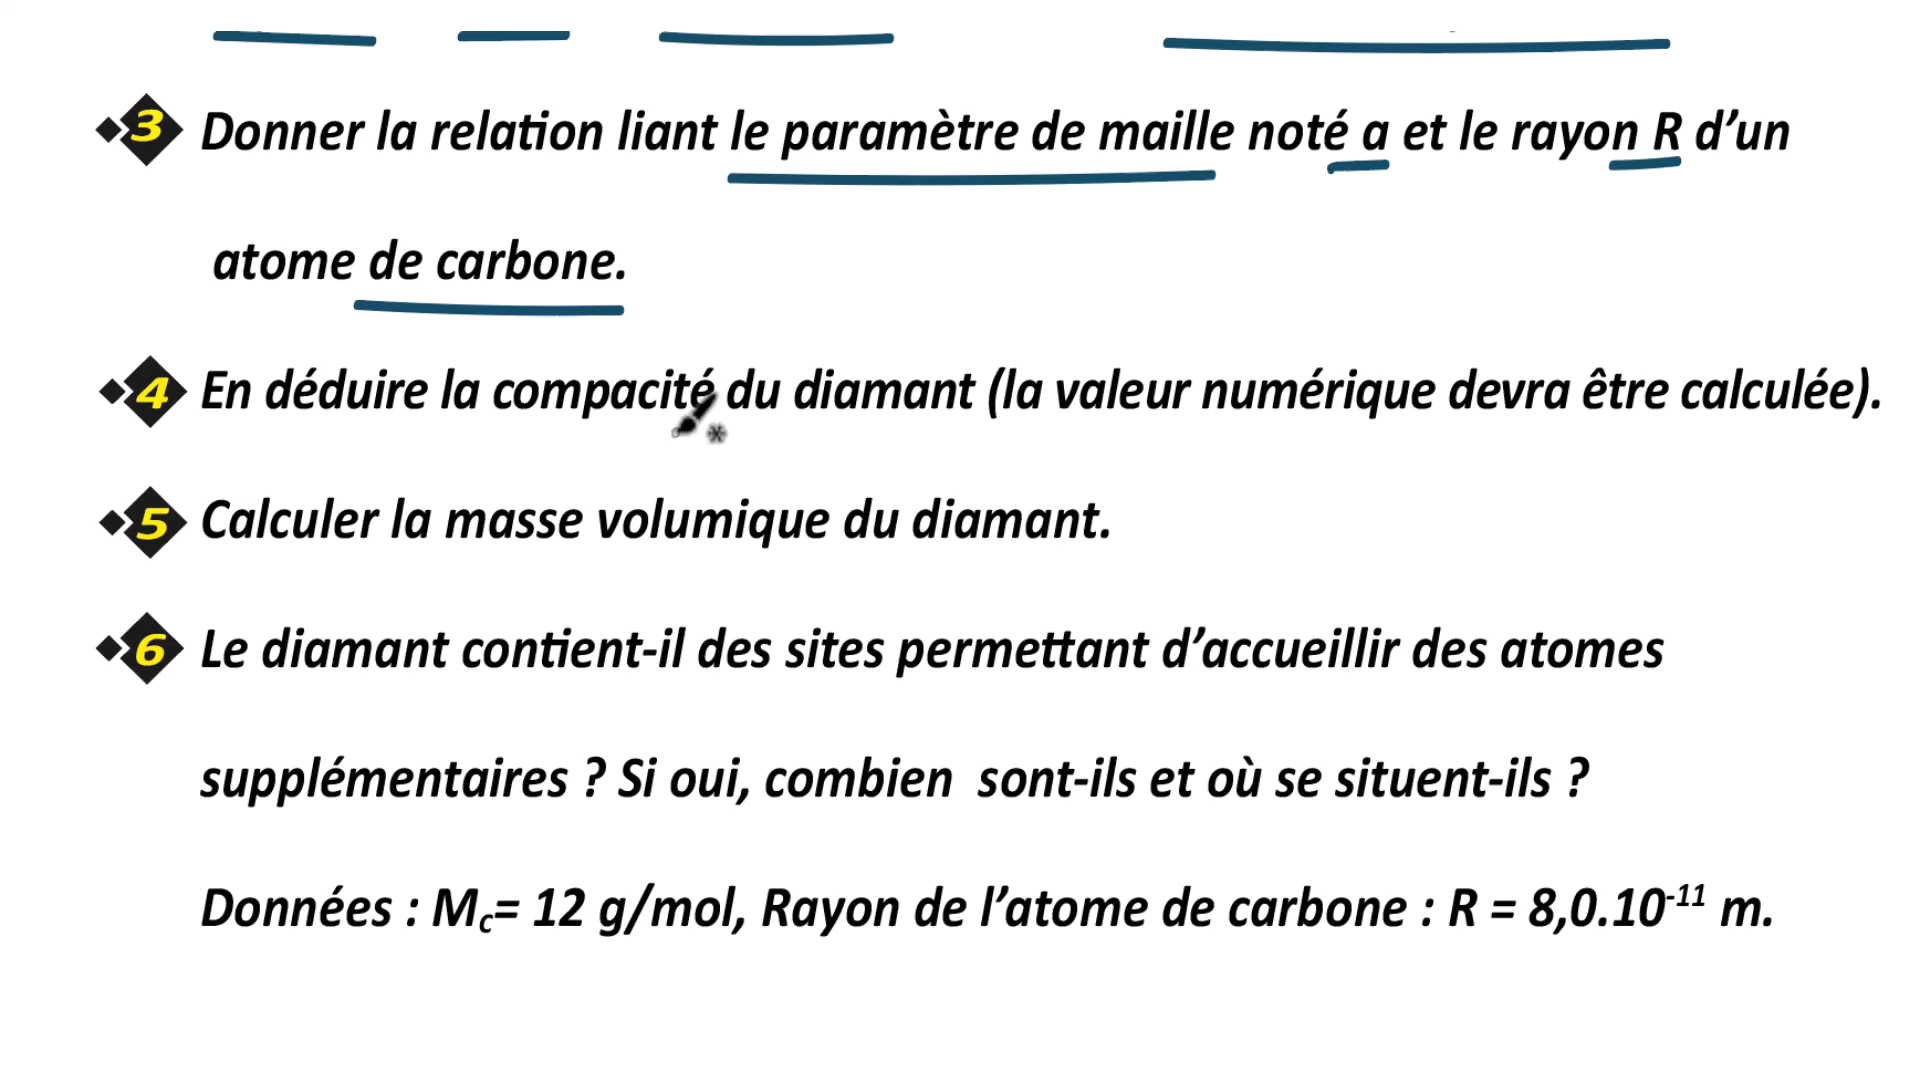 3 Donner la relation liant le paramètre de maille noté a et le rayon R d’un
atome de carbone.
4 En déduire la compacité du diamant (la valeur numérique devra être calculée).
5 Calculer la masse volumique du diamant.
6 Le diamant contient-il des sites permettant d’accueillir des atomes
supplémentaires ? Si oui, combien sont-ils et où se situent-ils ?
Données : Mc= 12 g/mol, Rayon de l’atome de carbone : R = 8,0.10⁻¹¹ m.